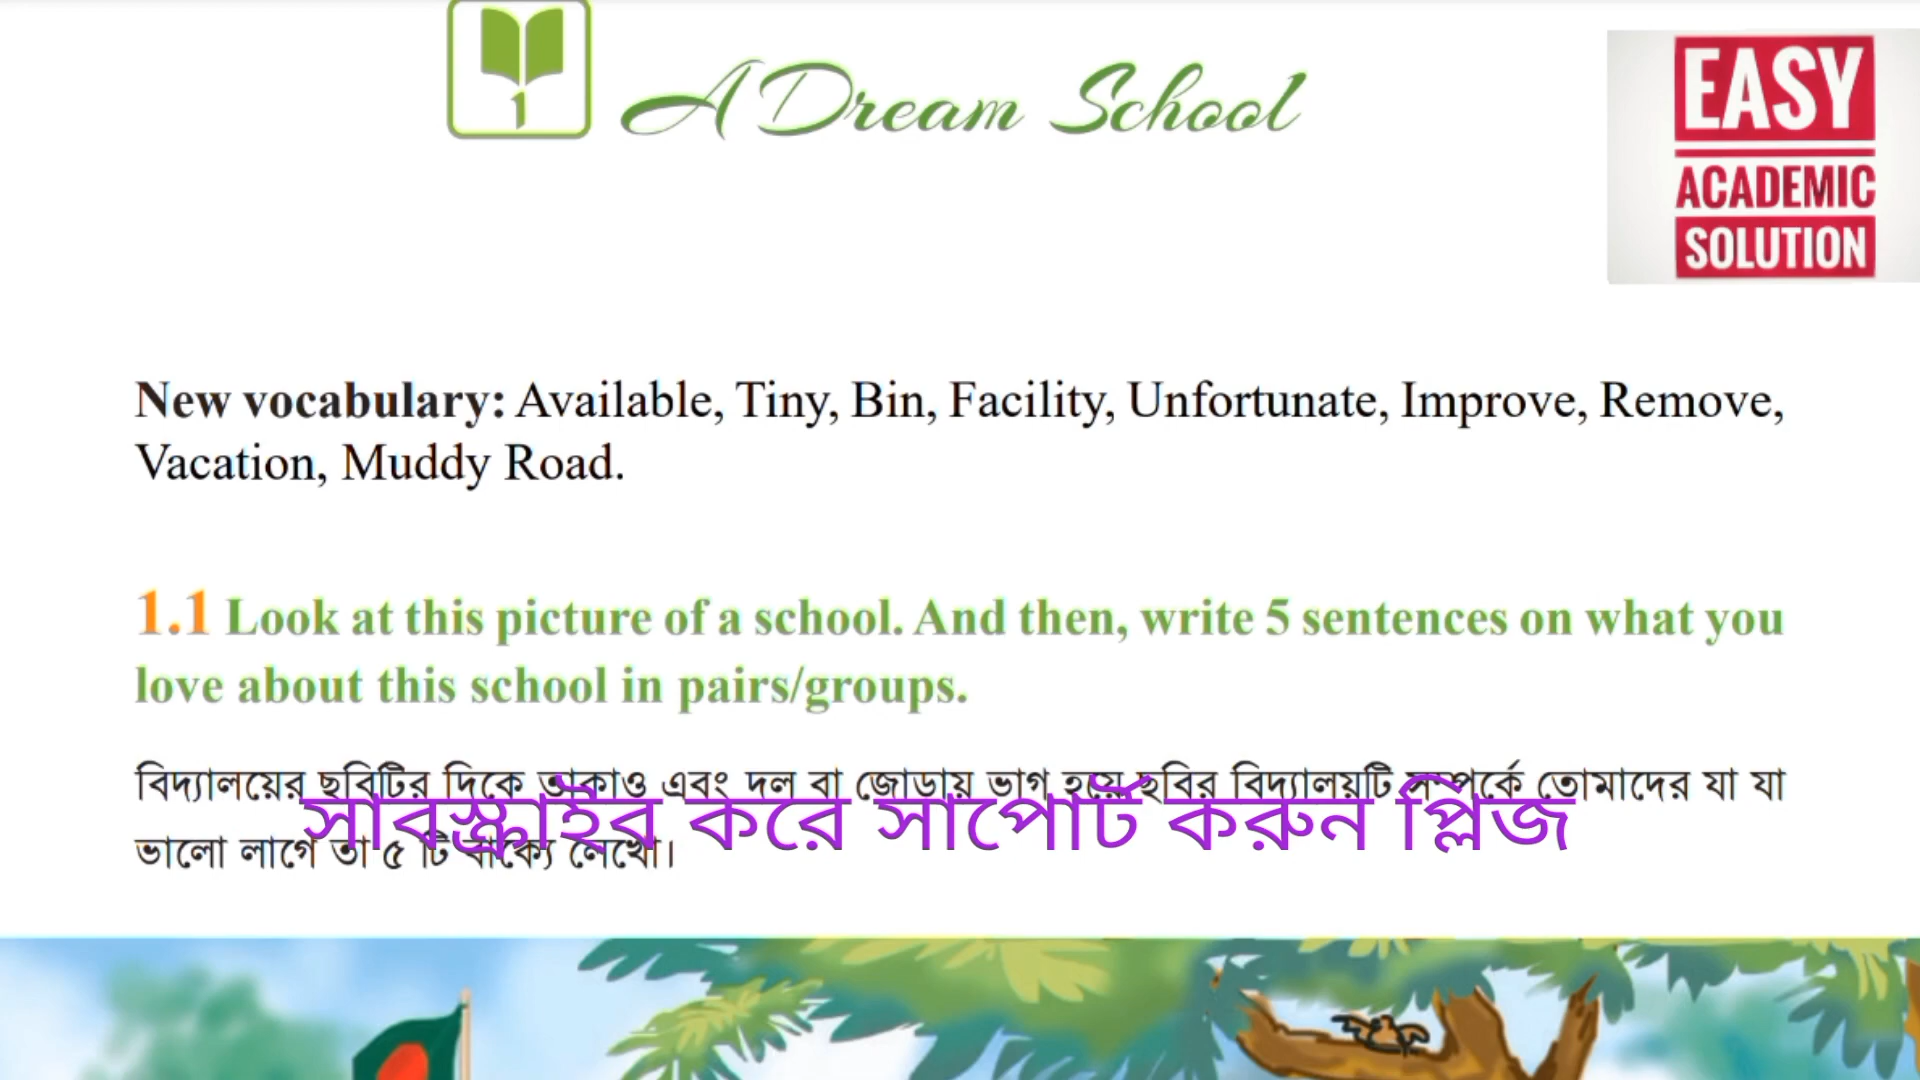 1
A Dream School
EASY
ACADEMIC
SOLUTION
New vocabulary: Available, Tiny, Bin, Facility, Unfortunate, Improve, Remove,
Vacation, Muddy Road.
1.1 Look at this picture of a school. And then, write 5 sentences on what you
love about this school in pairs/groups.
বিদ্যালয়ের ছবিটির দিকে তাকাও এবং দল বা জোড়ায় ভাগ হয়ে ছবির বিদ্যালয়টি সম্পর্কে তোমাদের যা যা
ভালো লাগে তা ৫ টি বাক্যে লেখো।
সাবস্ক্রাইব করে সাপোর্ট করুন প্লিজ